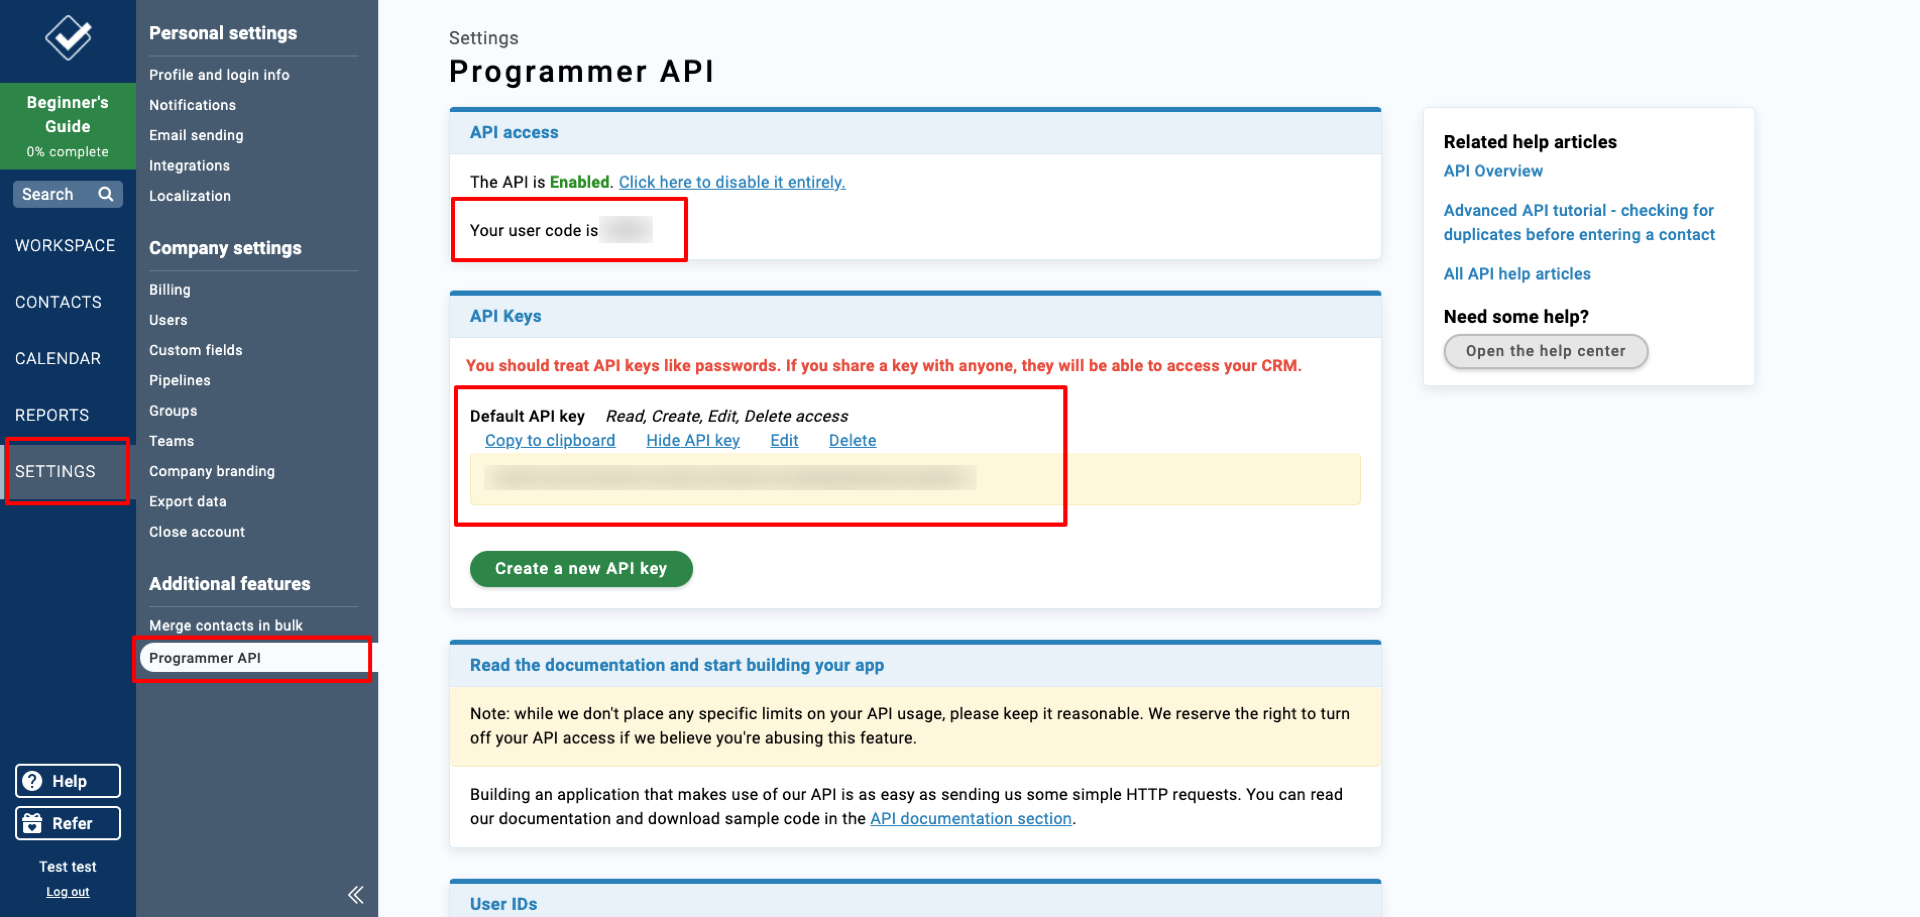 Beginner's
Guide
0% complete
Search
WORKSPACE
CONTACTS
CALENDAR
REPORTS
SETTINGS
Help
Refer
Test test
Log out
Personal settings
Profile and login info
Notifications
Email sending
Integrations
Localization
Company settings
Billing
Users
Custom fields
Pipelines
Groups
Teams
Company branding
Export data
Close account
Additional features
Merge contacts in bulk
Programmer API
Settings
Programmer API
API access
The API is Enabled. Click here to disable it entirely.
Your user code is
API Keys
You should treat API keys like passwords. If you share a key with anyone, they will be able to access your CRM.
Default API key Read, Create, Edit, Delete access
Copy to clipboard Hide API key Edit Delete
Create a new API key
Read the documentation and start building your app
Note: while we don't place any specific limits on your API usage, please keep it reasonable. We reserve the right to turn
off your API access if we believe you're abusing this feature.
Building an application that makes use of our API is as easy as sending us some simple HTTP requests. You can read
our documentation and download sample code in the API documentation section.
User IDs
Related help articles
API Overview
Advanced API tutorial - checking for
duplicates before entering a contact
All API help articles
Need some help?
Open the help center